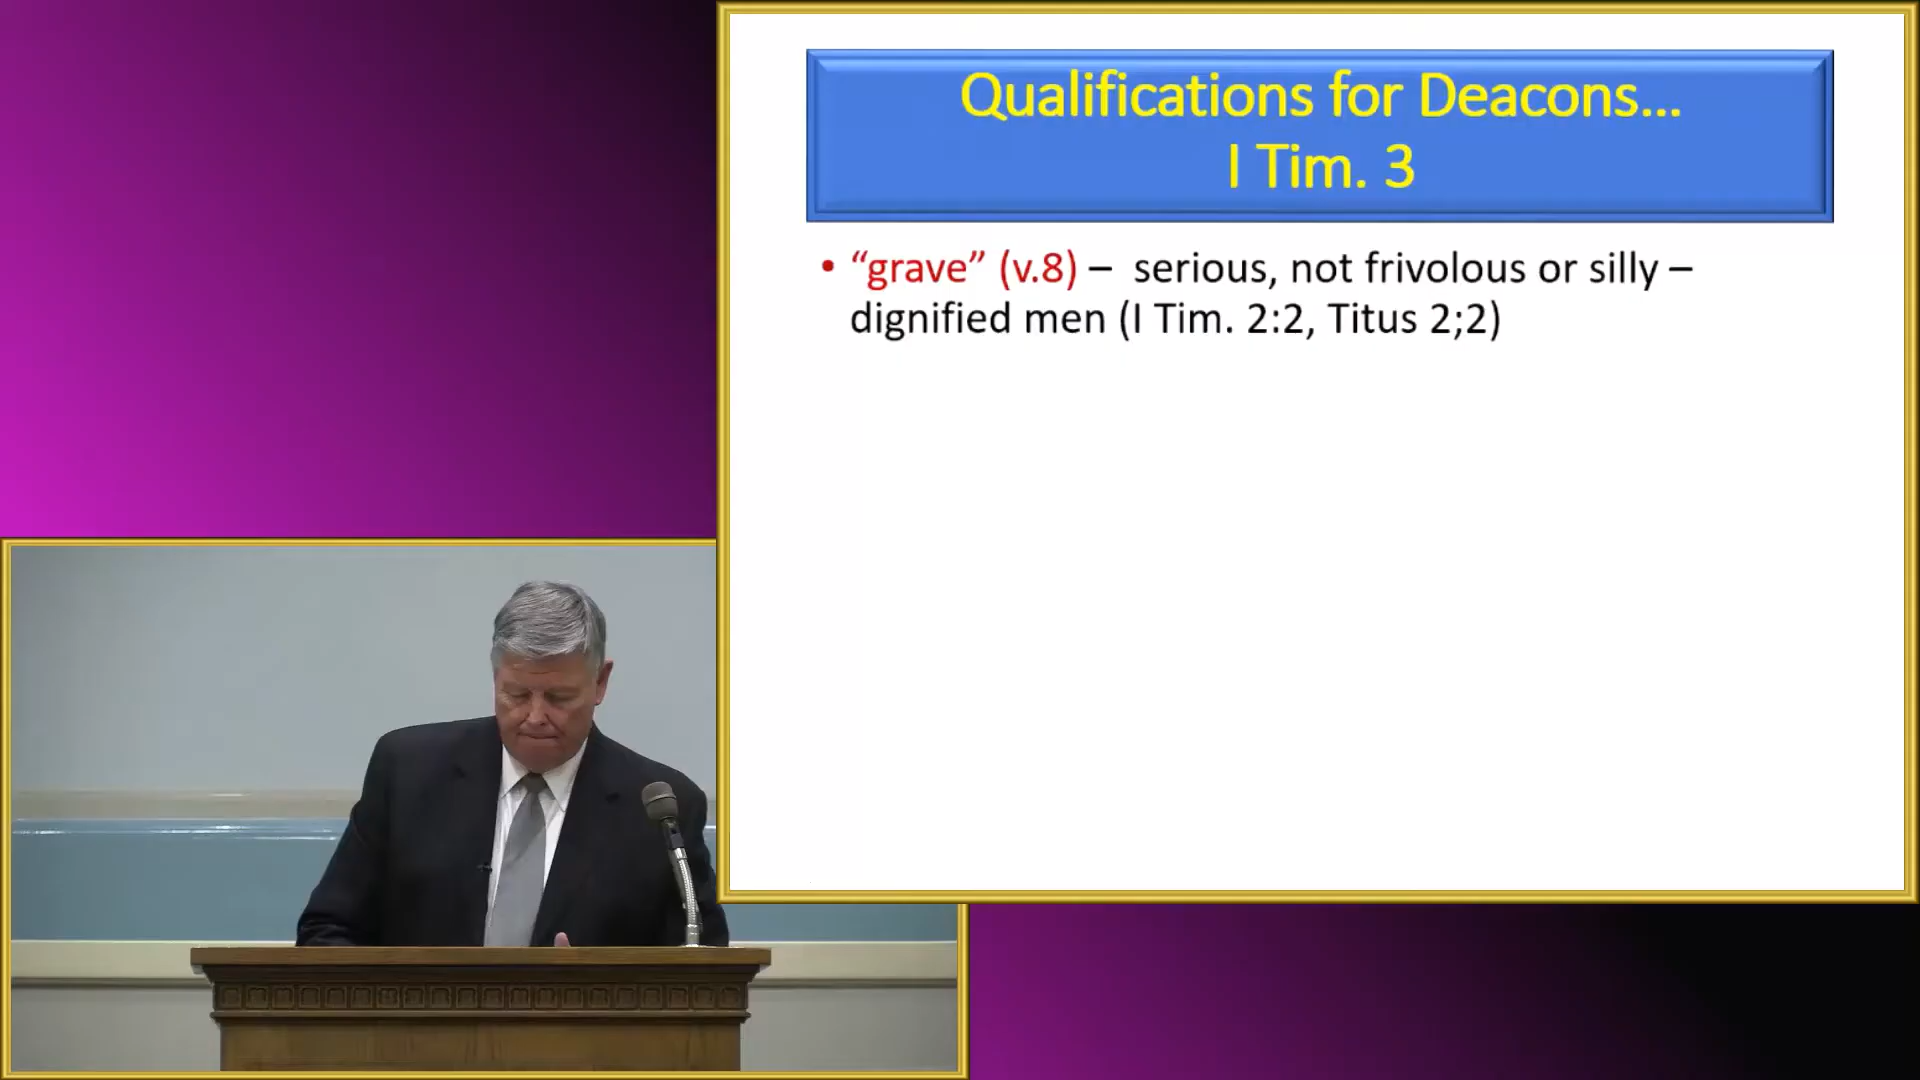 Qualifications for Deacons...
I Tim. 3
• “grave” (v.8) – serious, not frivolous or silly –
dignified men (I Tim. 2:2, Titus 2;2)